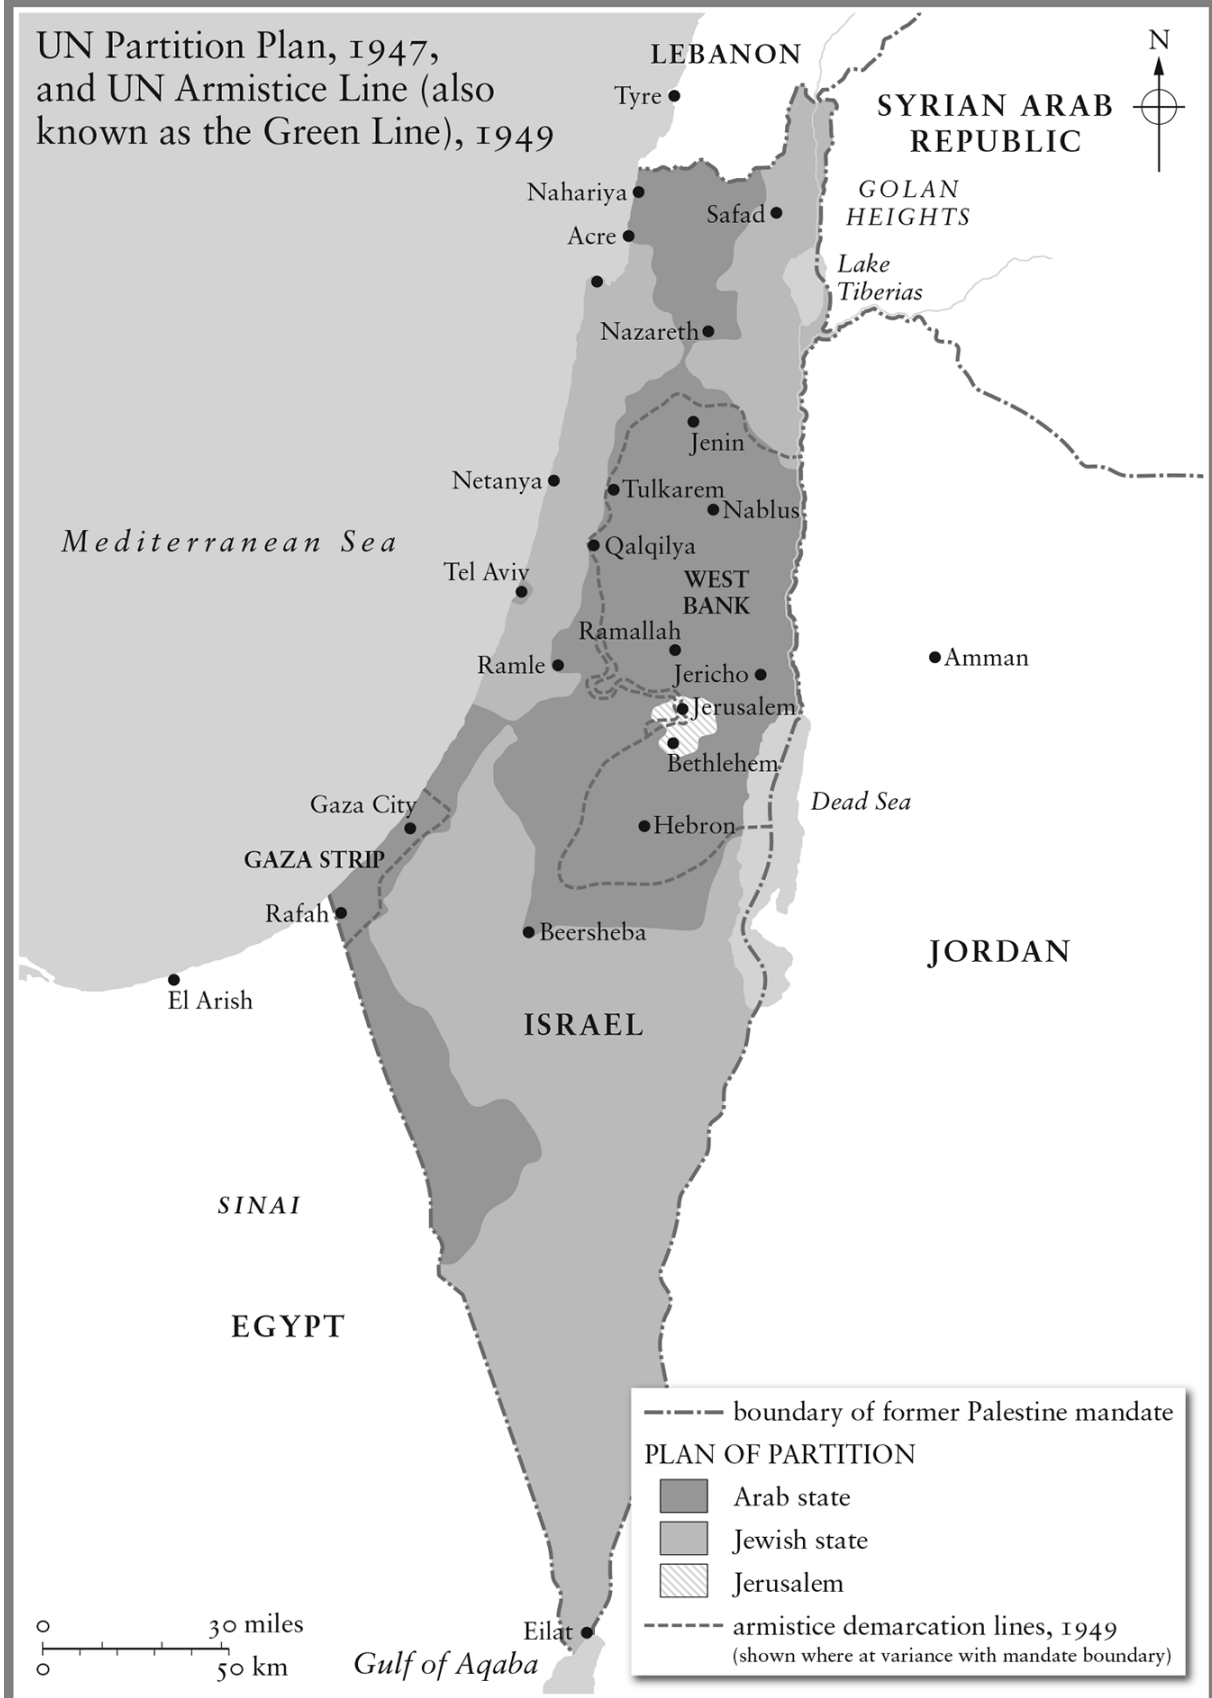 UN Partition Plan, 1947,
and UN Armistice Line (also
known as the Green Line), 1949
LEBANON
N
Tyre
SYRIAN ARAB
REPUBLIC
Nahariya
GOLAN
HEIGHTS
Safad
Acre
Lake
Tiberias
Nazareth
Jenin
Netanya
Tulkarem
Nablus
Mediterranean Sea
Qalqilya
Tel Aviv
WEST
BANK
Ramallah
Ramle
Amman
Jericho
Jerusalem
Bethlehem
Gaza City
Dead Sea
Hebron
GAZA STRIP
Rafah
Beersheba
JORDAN
El Arish
ISRAEL
SINAI
EGYPT
boundary of former Palestine mandate
PLAN OF PARTITION
Arab state
Jewish state
Jerusalem
armistice demarcation lines, 1949
(shown where at variance with mandate boundary)
0 30 miles
0 50 km
Eilat
Gulf of Aqaba